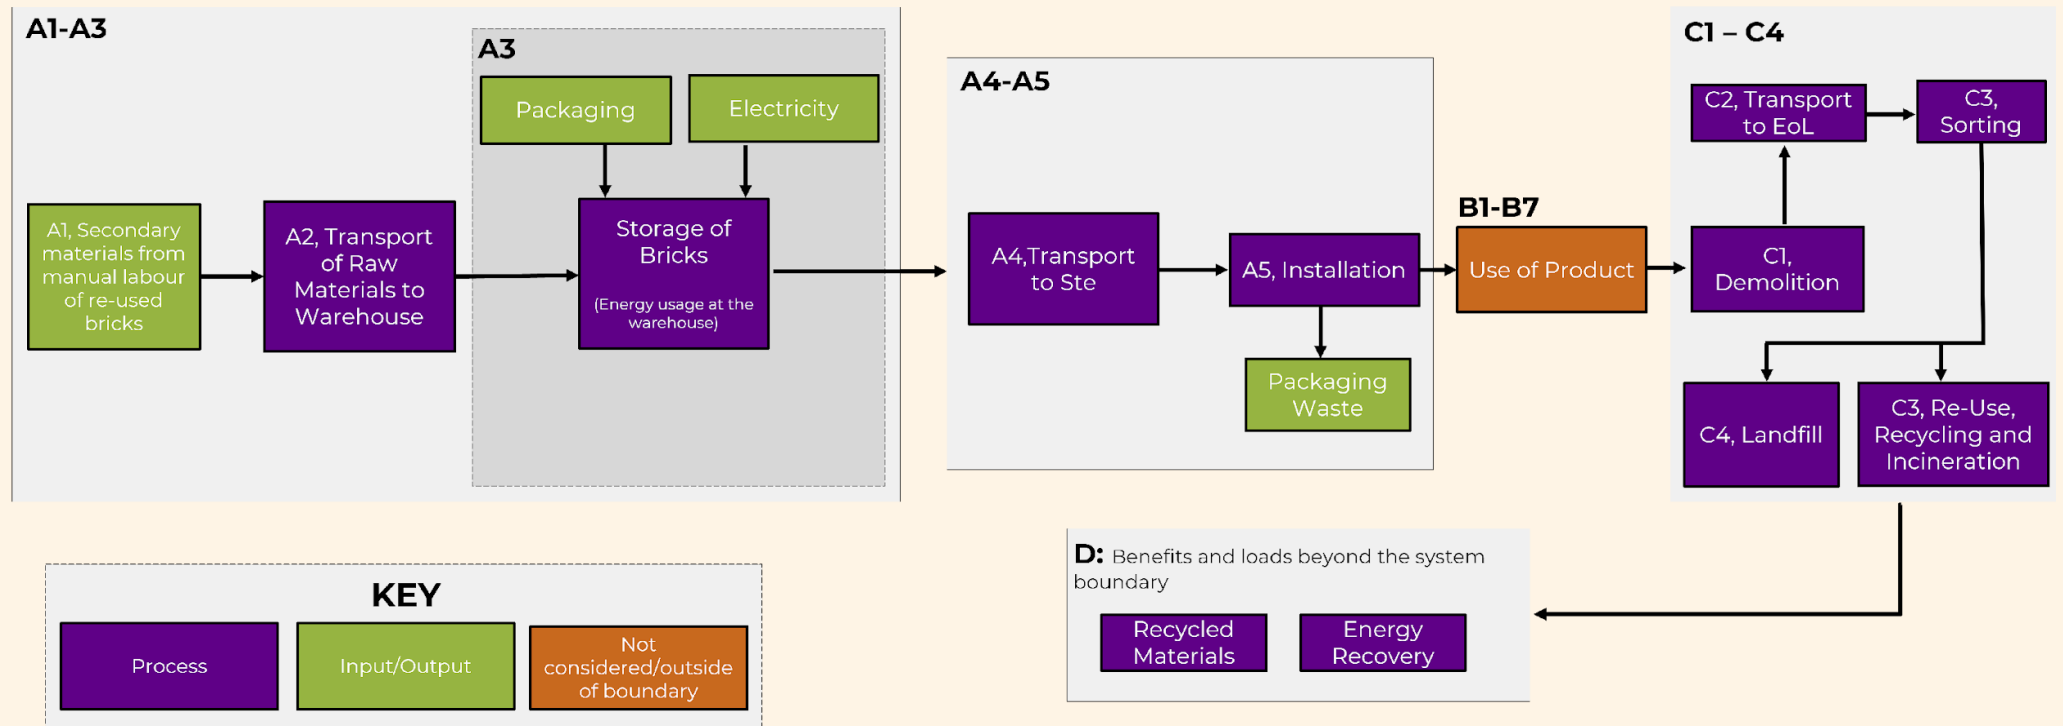 A1-A3
A3
Packaging
Electricity
A1, Secondary
materials from
manual labour
of re-used
bricks
A2, Transport
of Raw
Materials to
Warehouse
Storage of
Bricks
(Energy usage at the
warehouse)
A4-A5
A4,Transport
to Ste
A5, Installation
Packaging
Waste
B1-B7
Use of Product
C1 – C4
C2, Transport
to EoL
C3,
Sorting
C1,
Demolition
C4, Landfill
C3, Re-Use,
Recycling and
Incineration
D: Benefits and loads beyond the system
boundary
Recycled
Materials
Energy
Recovery
KEY
Process
Input/Output
Not
considered/outside
of boundary